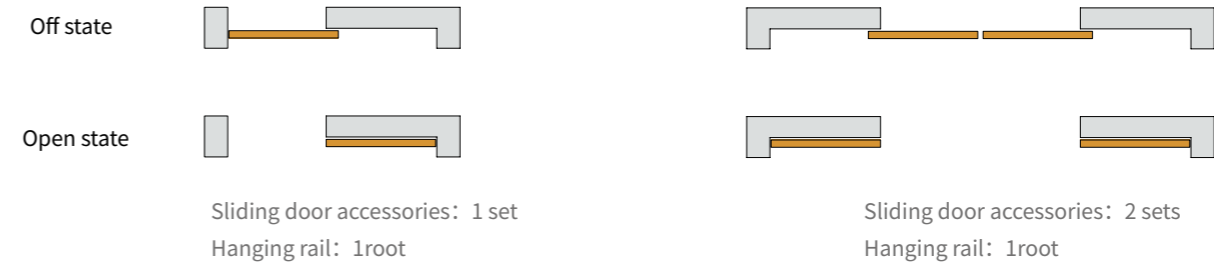 Off state
Open state
Sliding door accessories：1 set
Hanging rail：1root
Sliding door accessories：2 sets
Hanging rail：1root